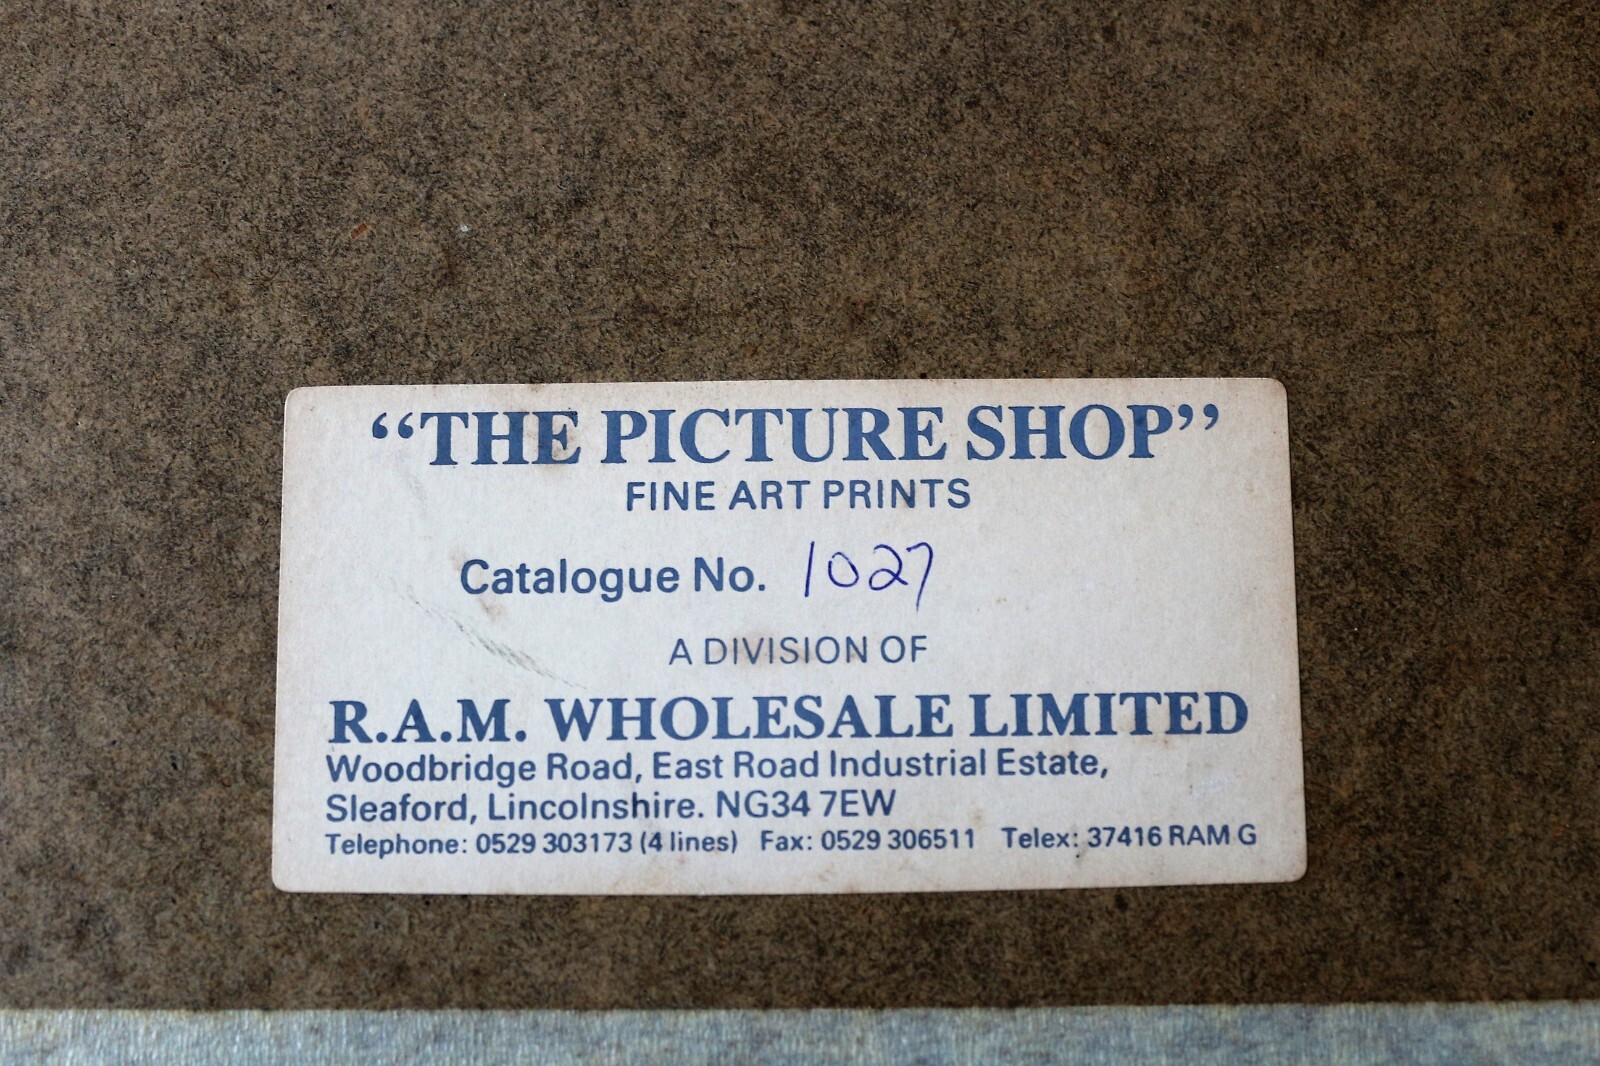 “THE PICTURE SHOP”
FINE ART PRINTS
Catalogue No. 1027
A DIVISION OF
R.A.M. WHOLESALE LIMITED
Woodbridge Road, East Road Industrial Estate,
Sleaford, Lincolnshire. NG34 7EW
Telephone: 0529 303173 (4 lines) Fax: 0529 306511 Telex: 37416 RAM G